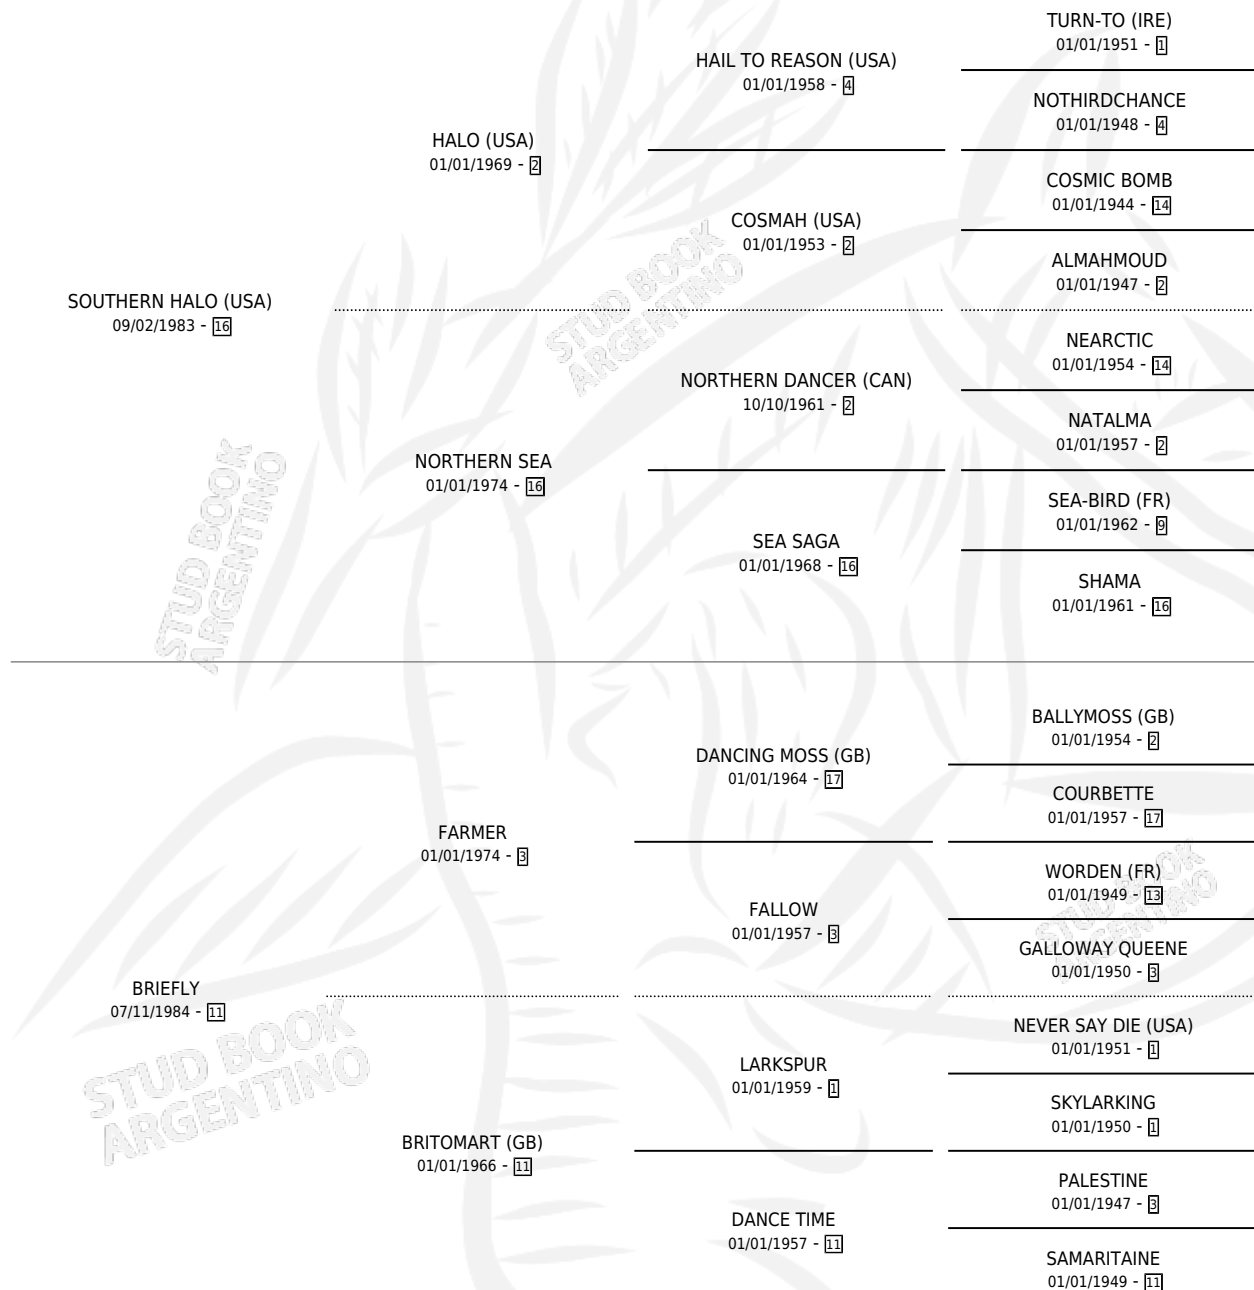 TURN-TO (IRE)
01/01/1951 - 1
HAIL TO REASON (USA)
01/01/1958 - 4
NOTHIRDCHANCE
01/01/1948 - 4
HALO (USA)
01/01/1969 - 2
COSMIC BOMB
01/01/1944 - 14
COSMAH (USA)
01/01/1953 - 2
ALMAHMOUD
01/01/1947 - 2
SOUTHERN HALO (USA)
09/02/1983 - 16
NEARCTIC
01/01/1954 - 14
NORTHERN DANCER (CAN)
10/10/1961 - 2
NATALMA
01/01/1957 - 2
NORTHERN SEA
01/01/1974 - 16
SEA-BIRD (FR)
01/01/1962 - 9
SEA SAGA
01/01/1968 - 16
SHAMA
01/01/1961 - 16
BALLYMOSS (GB)
01/01/1954 - 2
DANCING MOSS (GB)
01/01/1964 - 17
COURBETTE
01/01/1957 - 17
FARMER
01/01/1974 - 3
WORDEN (FR)
01/01/1949 - 13
FALLOW
01/01/1957 - 3
GALLOWAY QUEENE
01/01/1950 - 3
BRIEFLY
07/11/1984 - 11
NEVER SAY DIE (USA)
01/01/1951 - 1
LARKSPUR
01/01/1959 - 1
SKYLARKING
01/01/1950 - 1
BRITOMART (GB)
01/01/1966 - 11
PALESTINE
01/01/1947 - 3
DANCE TIME
01/01/1957 - 11
SAMARITAINE
01/01/1949 - 11
STUD BOOK
ARGENTINO
STUD BOOK
ARGENTINO
STUD BOOK
ARGENTINO
STUD BOOK
ARGENTINO